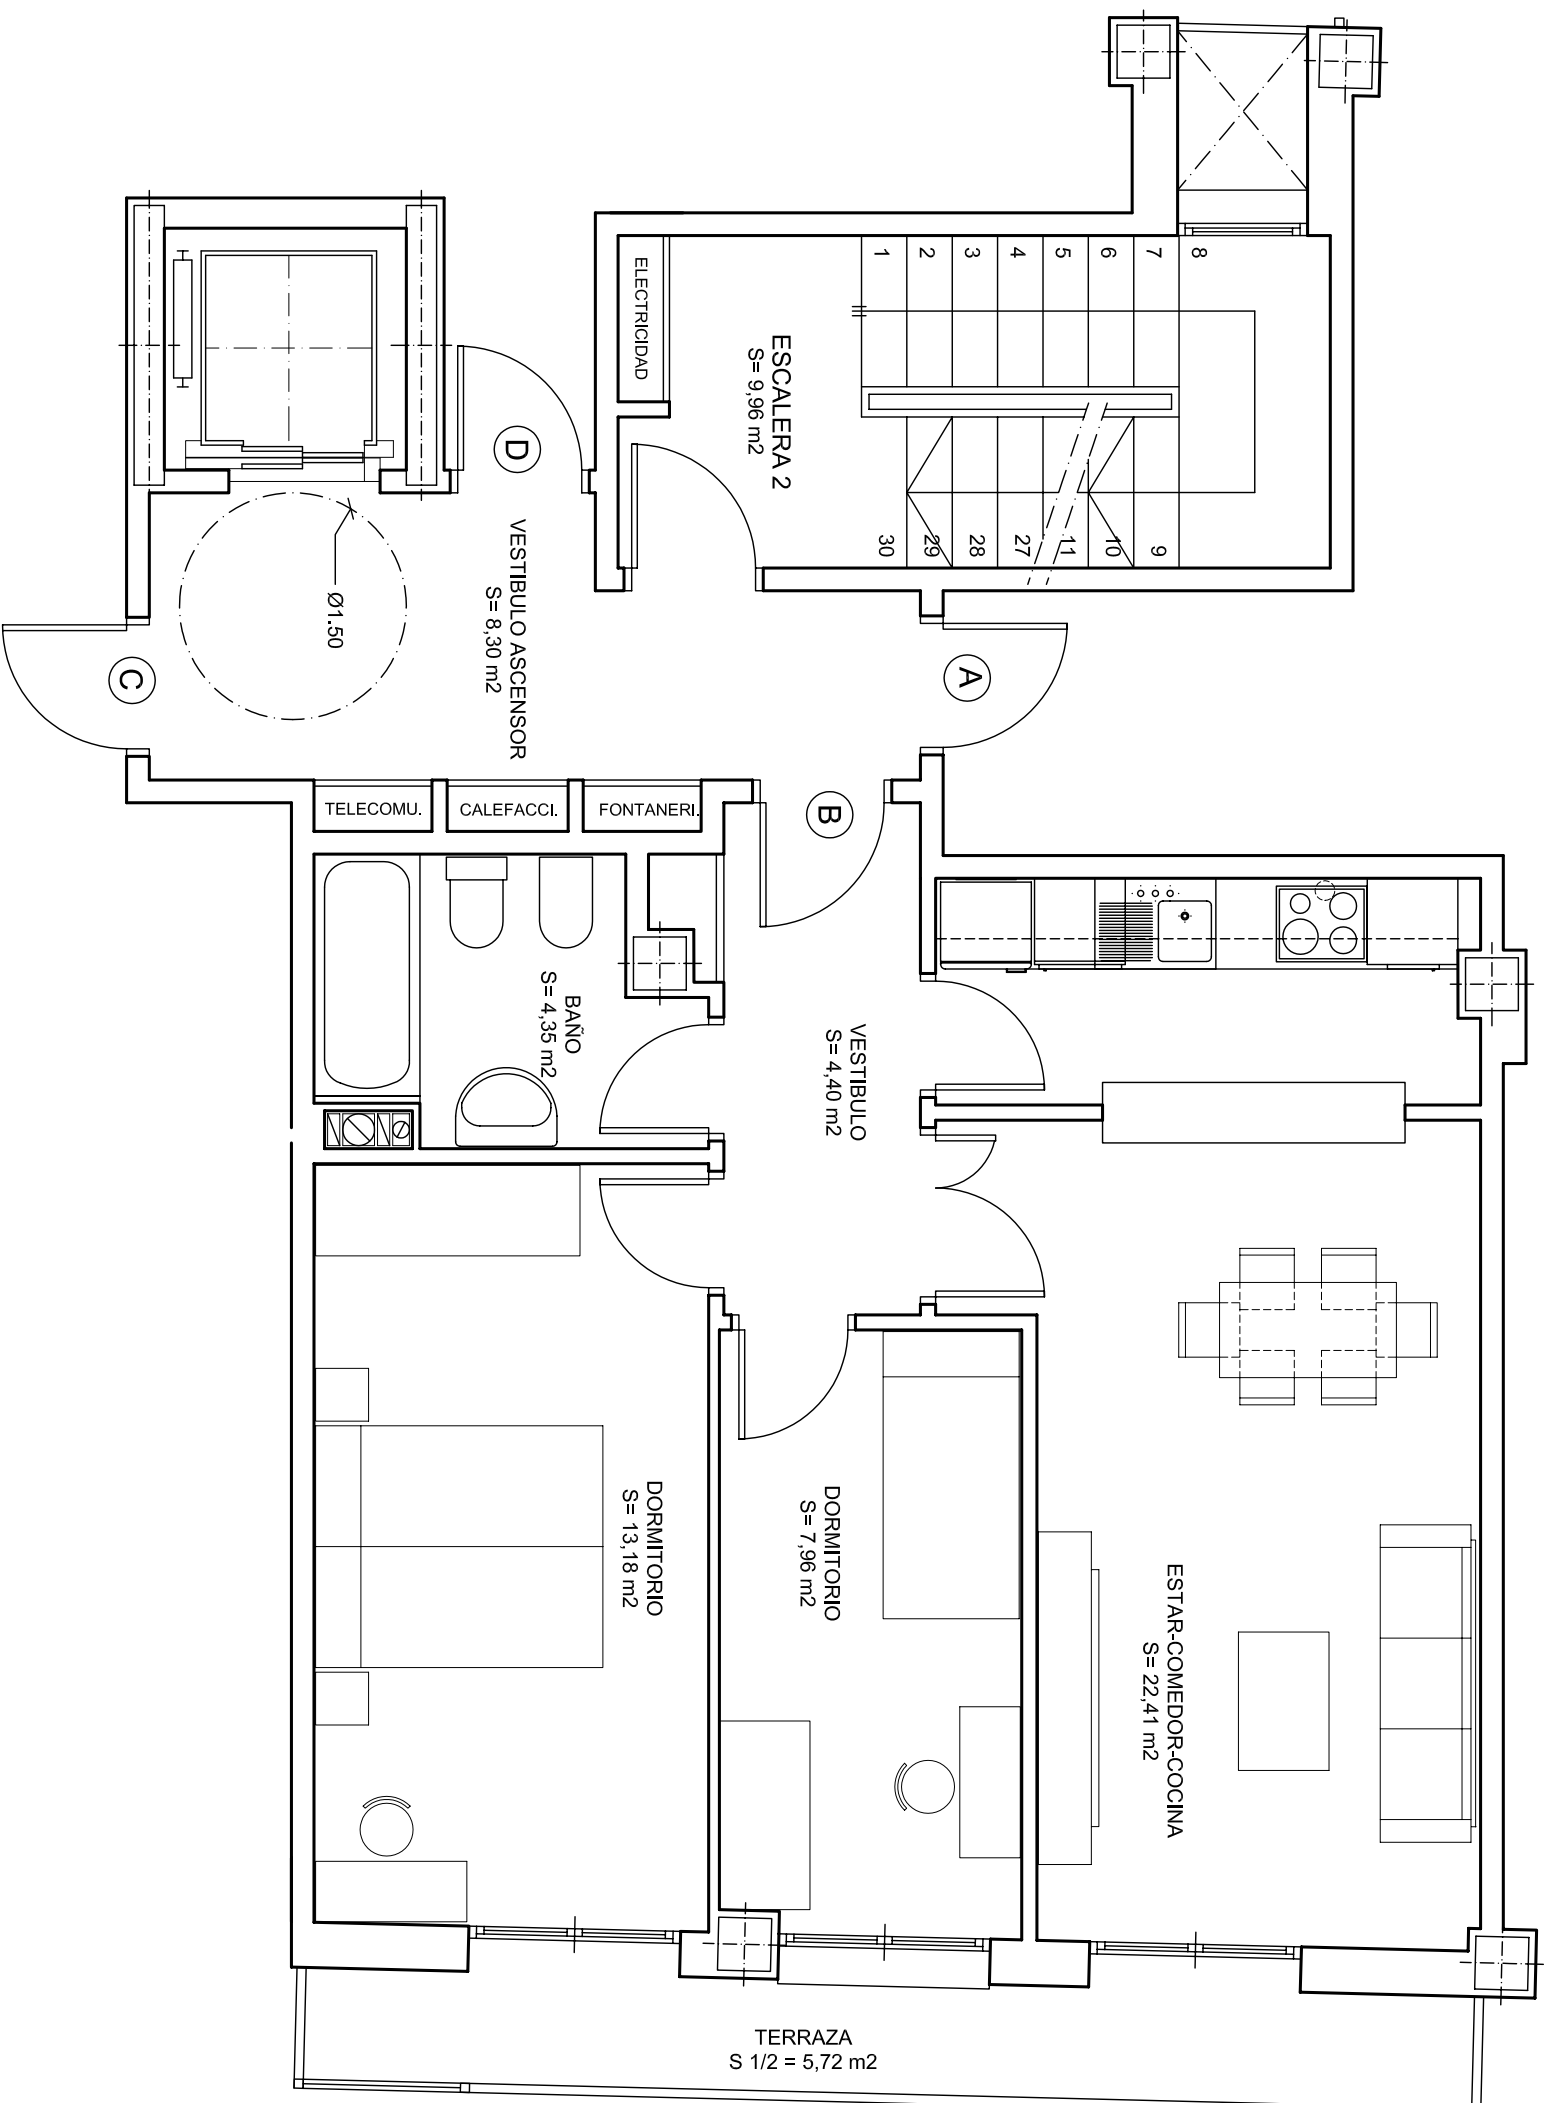 ELECTRICIDAD
ESCALERA 2
S= 9,96 m2
1
2
3
4
5
6
7
8
30
29
28
27
11
10
9
D
VESTIBULO ASCENSOR
S= 8,30 m2
Ø1.50
C
A
B
TELECOMU.
CALEFACCI.
FONTANERI.
BAÑO
S= 4,35 m2
VESTIBULO
S= 4,40 m2
DORMITORIO
S= 13,18 m2
DORMITORIO
S= 7,96 m2
ESTAR-COMEDOR-COCINA
S= 22,41 m2
TERRAZA
S 1/2 = 5,72 m2